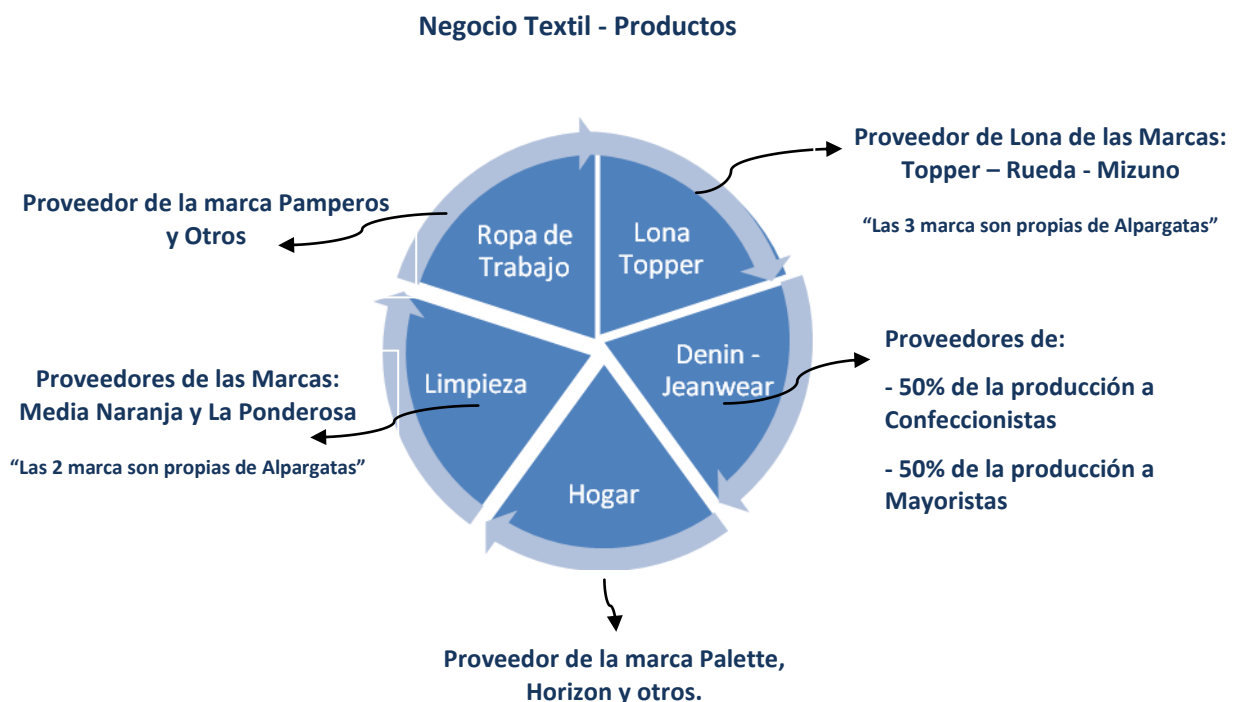 Negocio Textil - Productos
Proveedor de Lona de las Marcas:
Topper – Rueda - Mizuno
“Las 3 marca son propias de Alpargatas”
Proveedor de la marca Pamperos
y Otros
Ropa de
Trabajo
Lona
Topper
Denin -
Jeanwear
Proveedores de:
- 50% de la producción a
Confeccionistas
- 50% de la producción a
Mayoristas
Limpieza
Proveedores de las Marcas:
Media Naranja y La Ponderosa
“Las 2 marca son propias de Alpargatas”
Hogar
Proveedor de la marca Palette,
Horizon y otros.